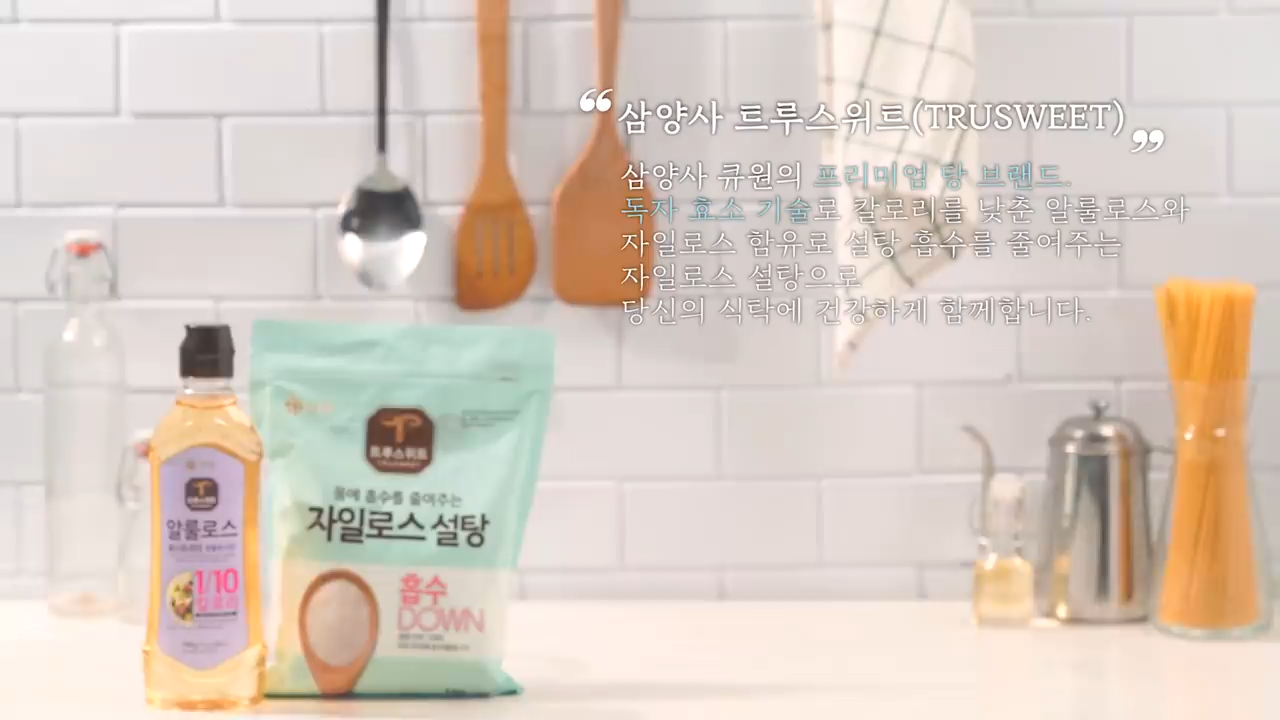 “삼양사 트루스위트(TRUSWEET)”
삼양사 큐원의 프리미엄 당 브랜드.
독자 효소 기술로 칼로리를 낮춘 알룰로스와
자일로스 함유로 설탕 흡수를 줄여주는
자일로스 설탕으로
당신의 식탁에 건강하게 함께합니다.
트루스위트
몸에 흡수를 줄여주는
자일로스 설탕
흡수
DOWN
알룰로스
1/10
칼로리